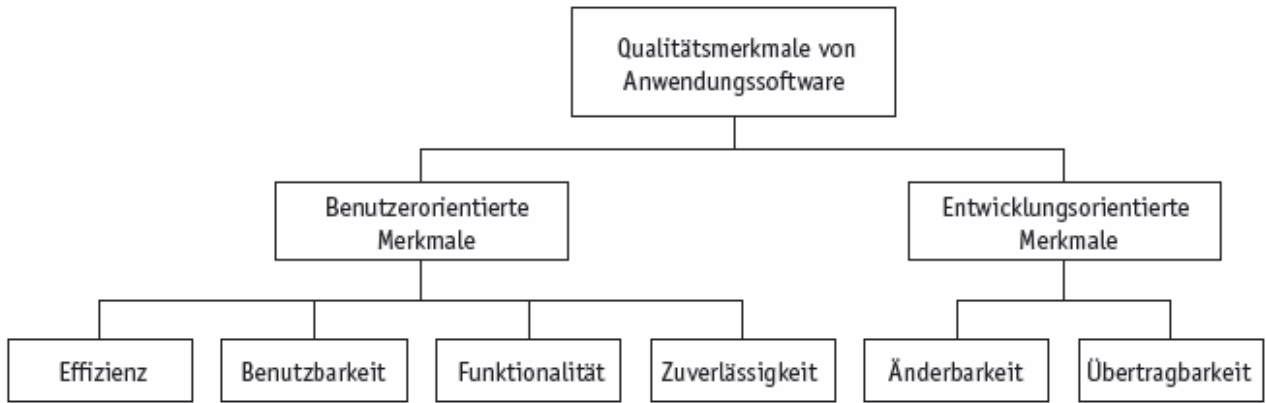 Qualitätsmerkmale von
Anwendungssoftware
Benutzerorientierte
Merkmale
Entwicklungsorientierte
Merkmale
Effizienz
Benutzbarkeit
Funktionalität
Zuverlässigkeit
Änderbarkeit
Übertragbarkeit